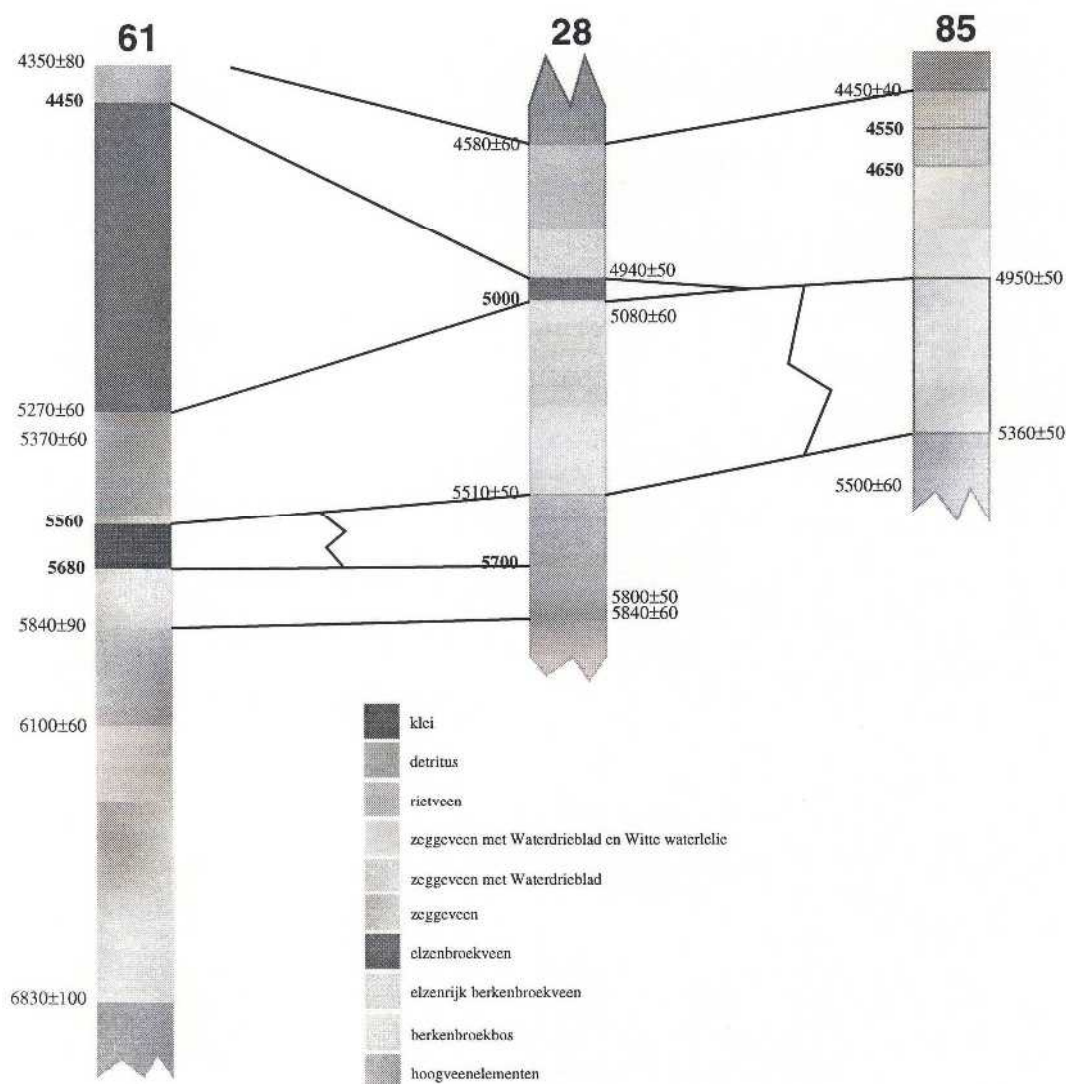 61
28
85
4350±80
4450
5270±60
5370±60
5560
5680
5840±90
6100±60
6830±100
4580±60
4940±50
5000
5080±60
5510±50
5700
5800±50
5840±60
4450±40
4550
4650
4950±50
5360±50
5500±60
klei
detritus
rietveen
zeggeveen met Waterdrieblad en Witte waterlelie
zeggeveen met Waterdrieblad
zeggeveen
elzenbroekveen
elzenrijk berkenbroekveen
berkenbroekbos
hoogveenelementen